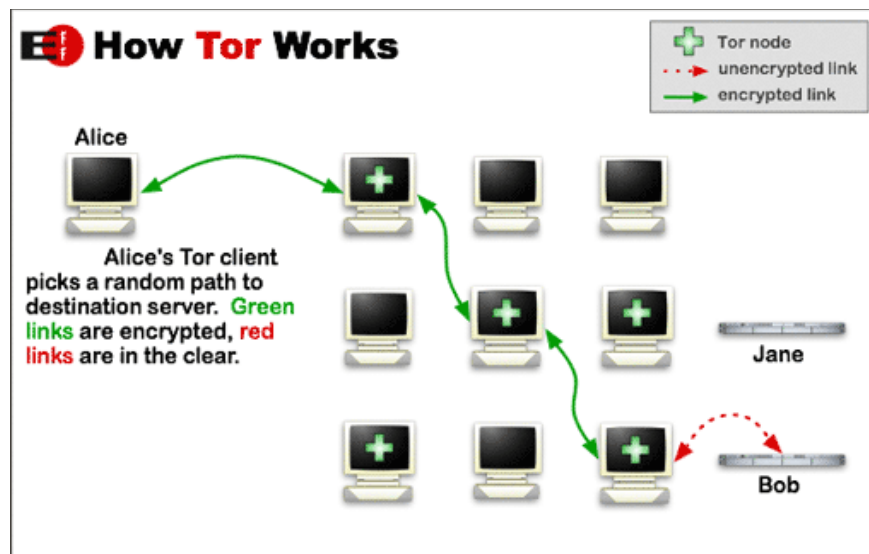 EFF How Tor Works
Tor node
unencrypted link
encrypted link
Alice
Alice's Tor client
picks a random path to
destination server. Green
links are encrypted, red
links are in the clear.
Jane
Bob